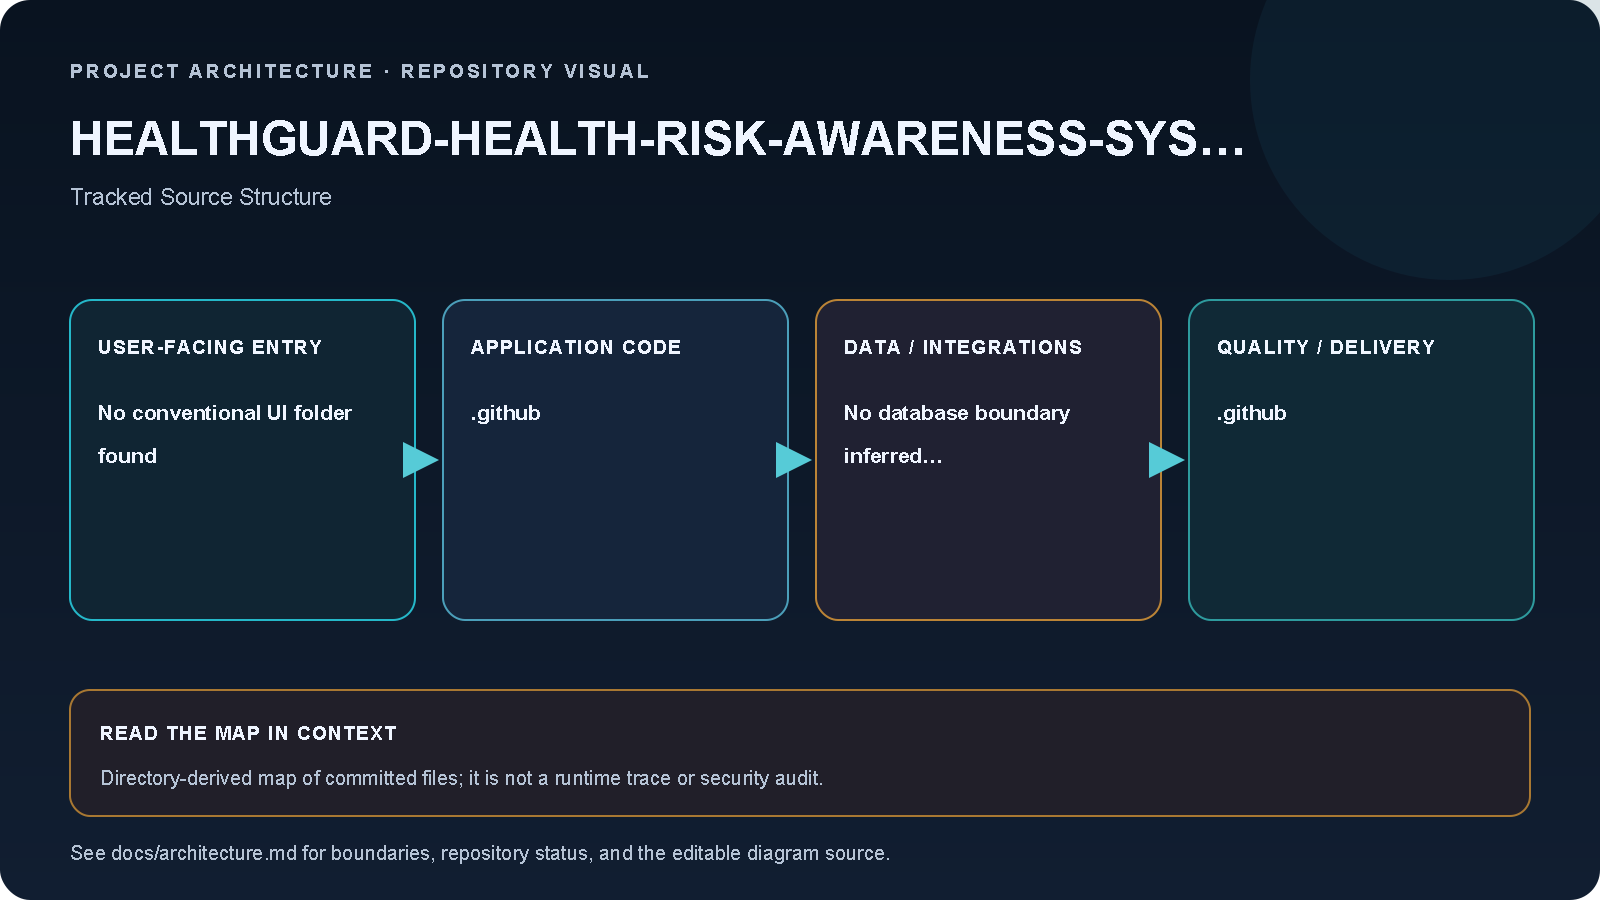 PROJECT ARCHITECTURE · REPOSITORY VISUAL
HEALTHGUARD-HEALTH-RISK-AWARENESS-SYS...
Tracked Source Structure
USER-FACING ENTRY
No conventional UI folder
found
APPLICATION CODE
.github
DATA / INTEGRATIONS
No database boundary
inferred...
QUALITY / DELIVERY
.github
READ THE MAP IN CONTEXT
Directory-derived map of committed files; it is not a runtime trace or security audit.
See docs/architecture.md for boundaries, repository status, and the editable diagram source.